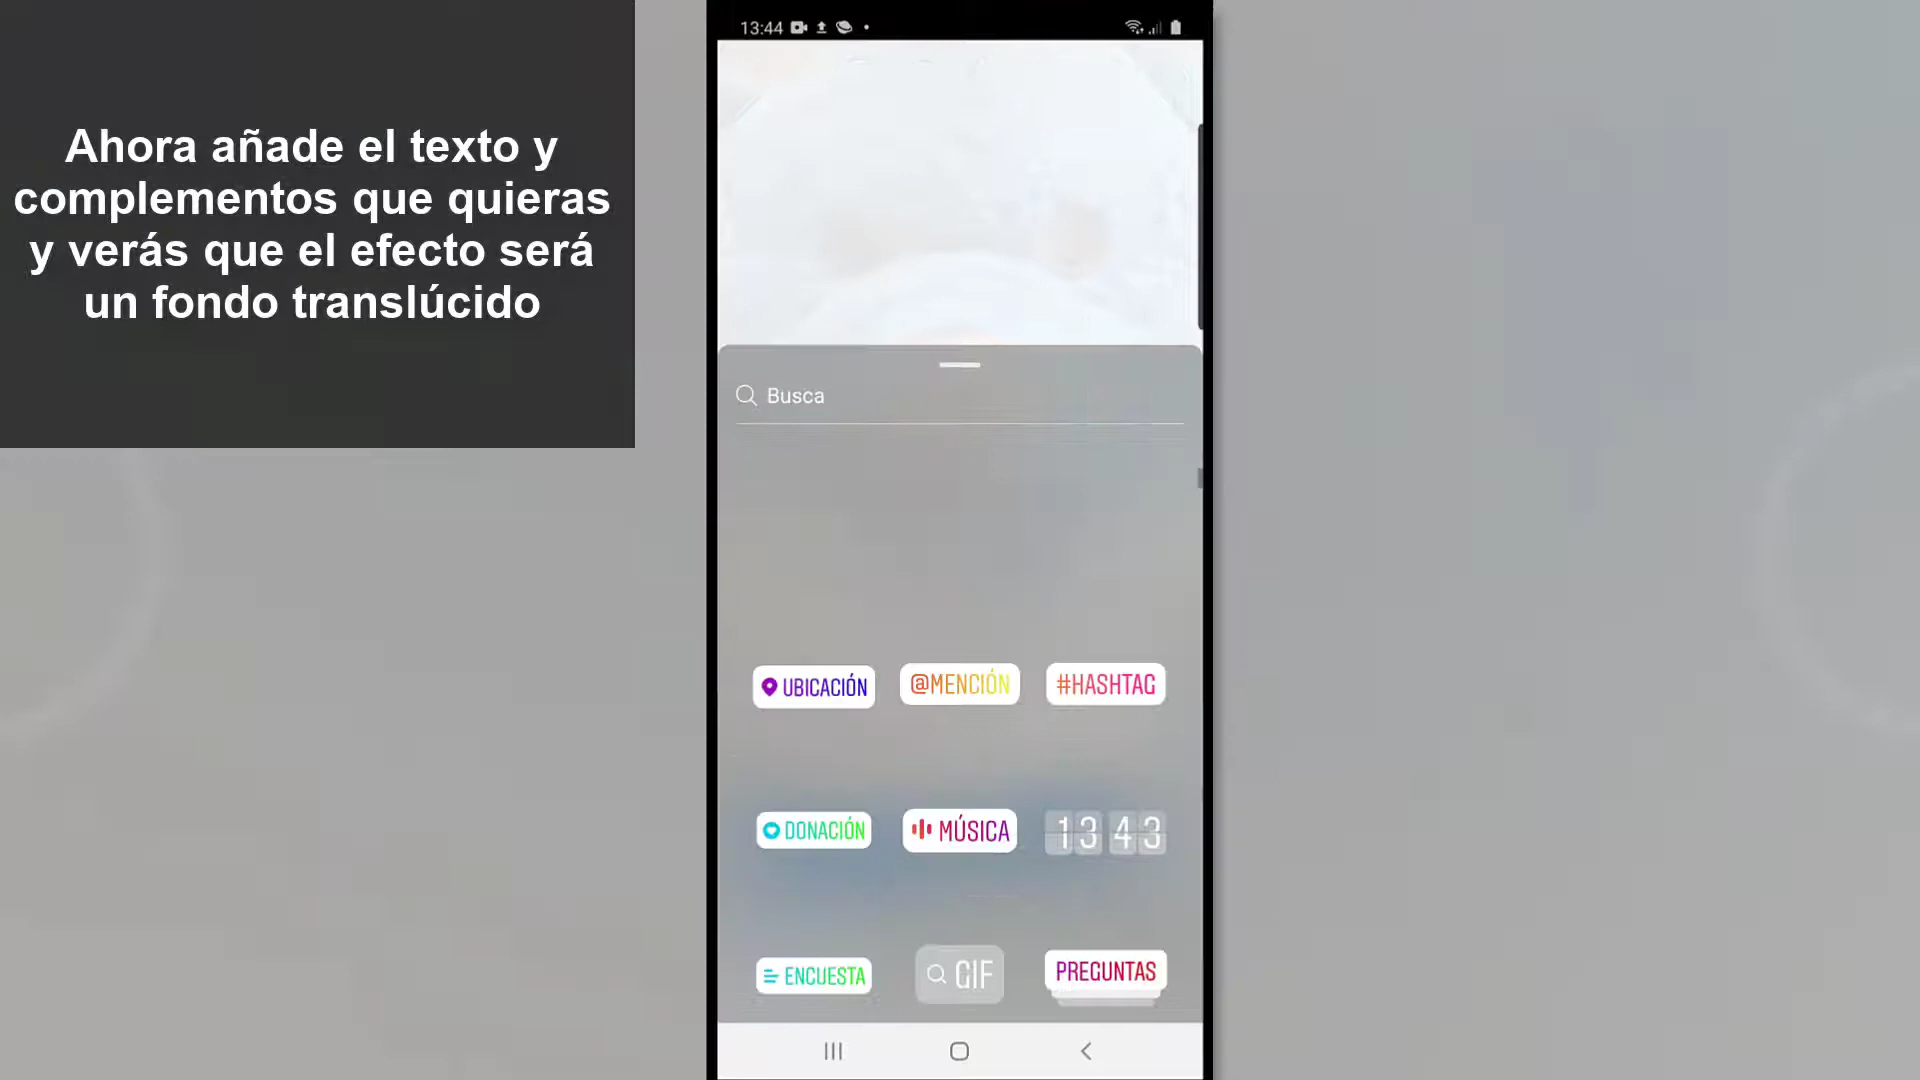 Ahora añade el texto y
complementos que quieras
y verás que el efecto será
un fondo translúcido
13:44
Busca
UBICACIÓN
@MENCIÓN
#HASHTAG
DONACIÓN
MÚSICA
13 43
ENCUESTA
GIF
PREGUNTAS